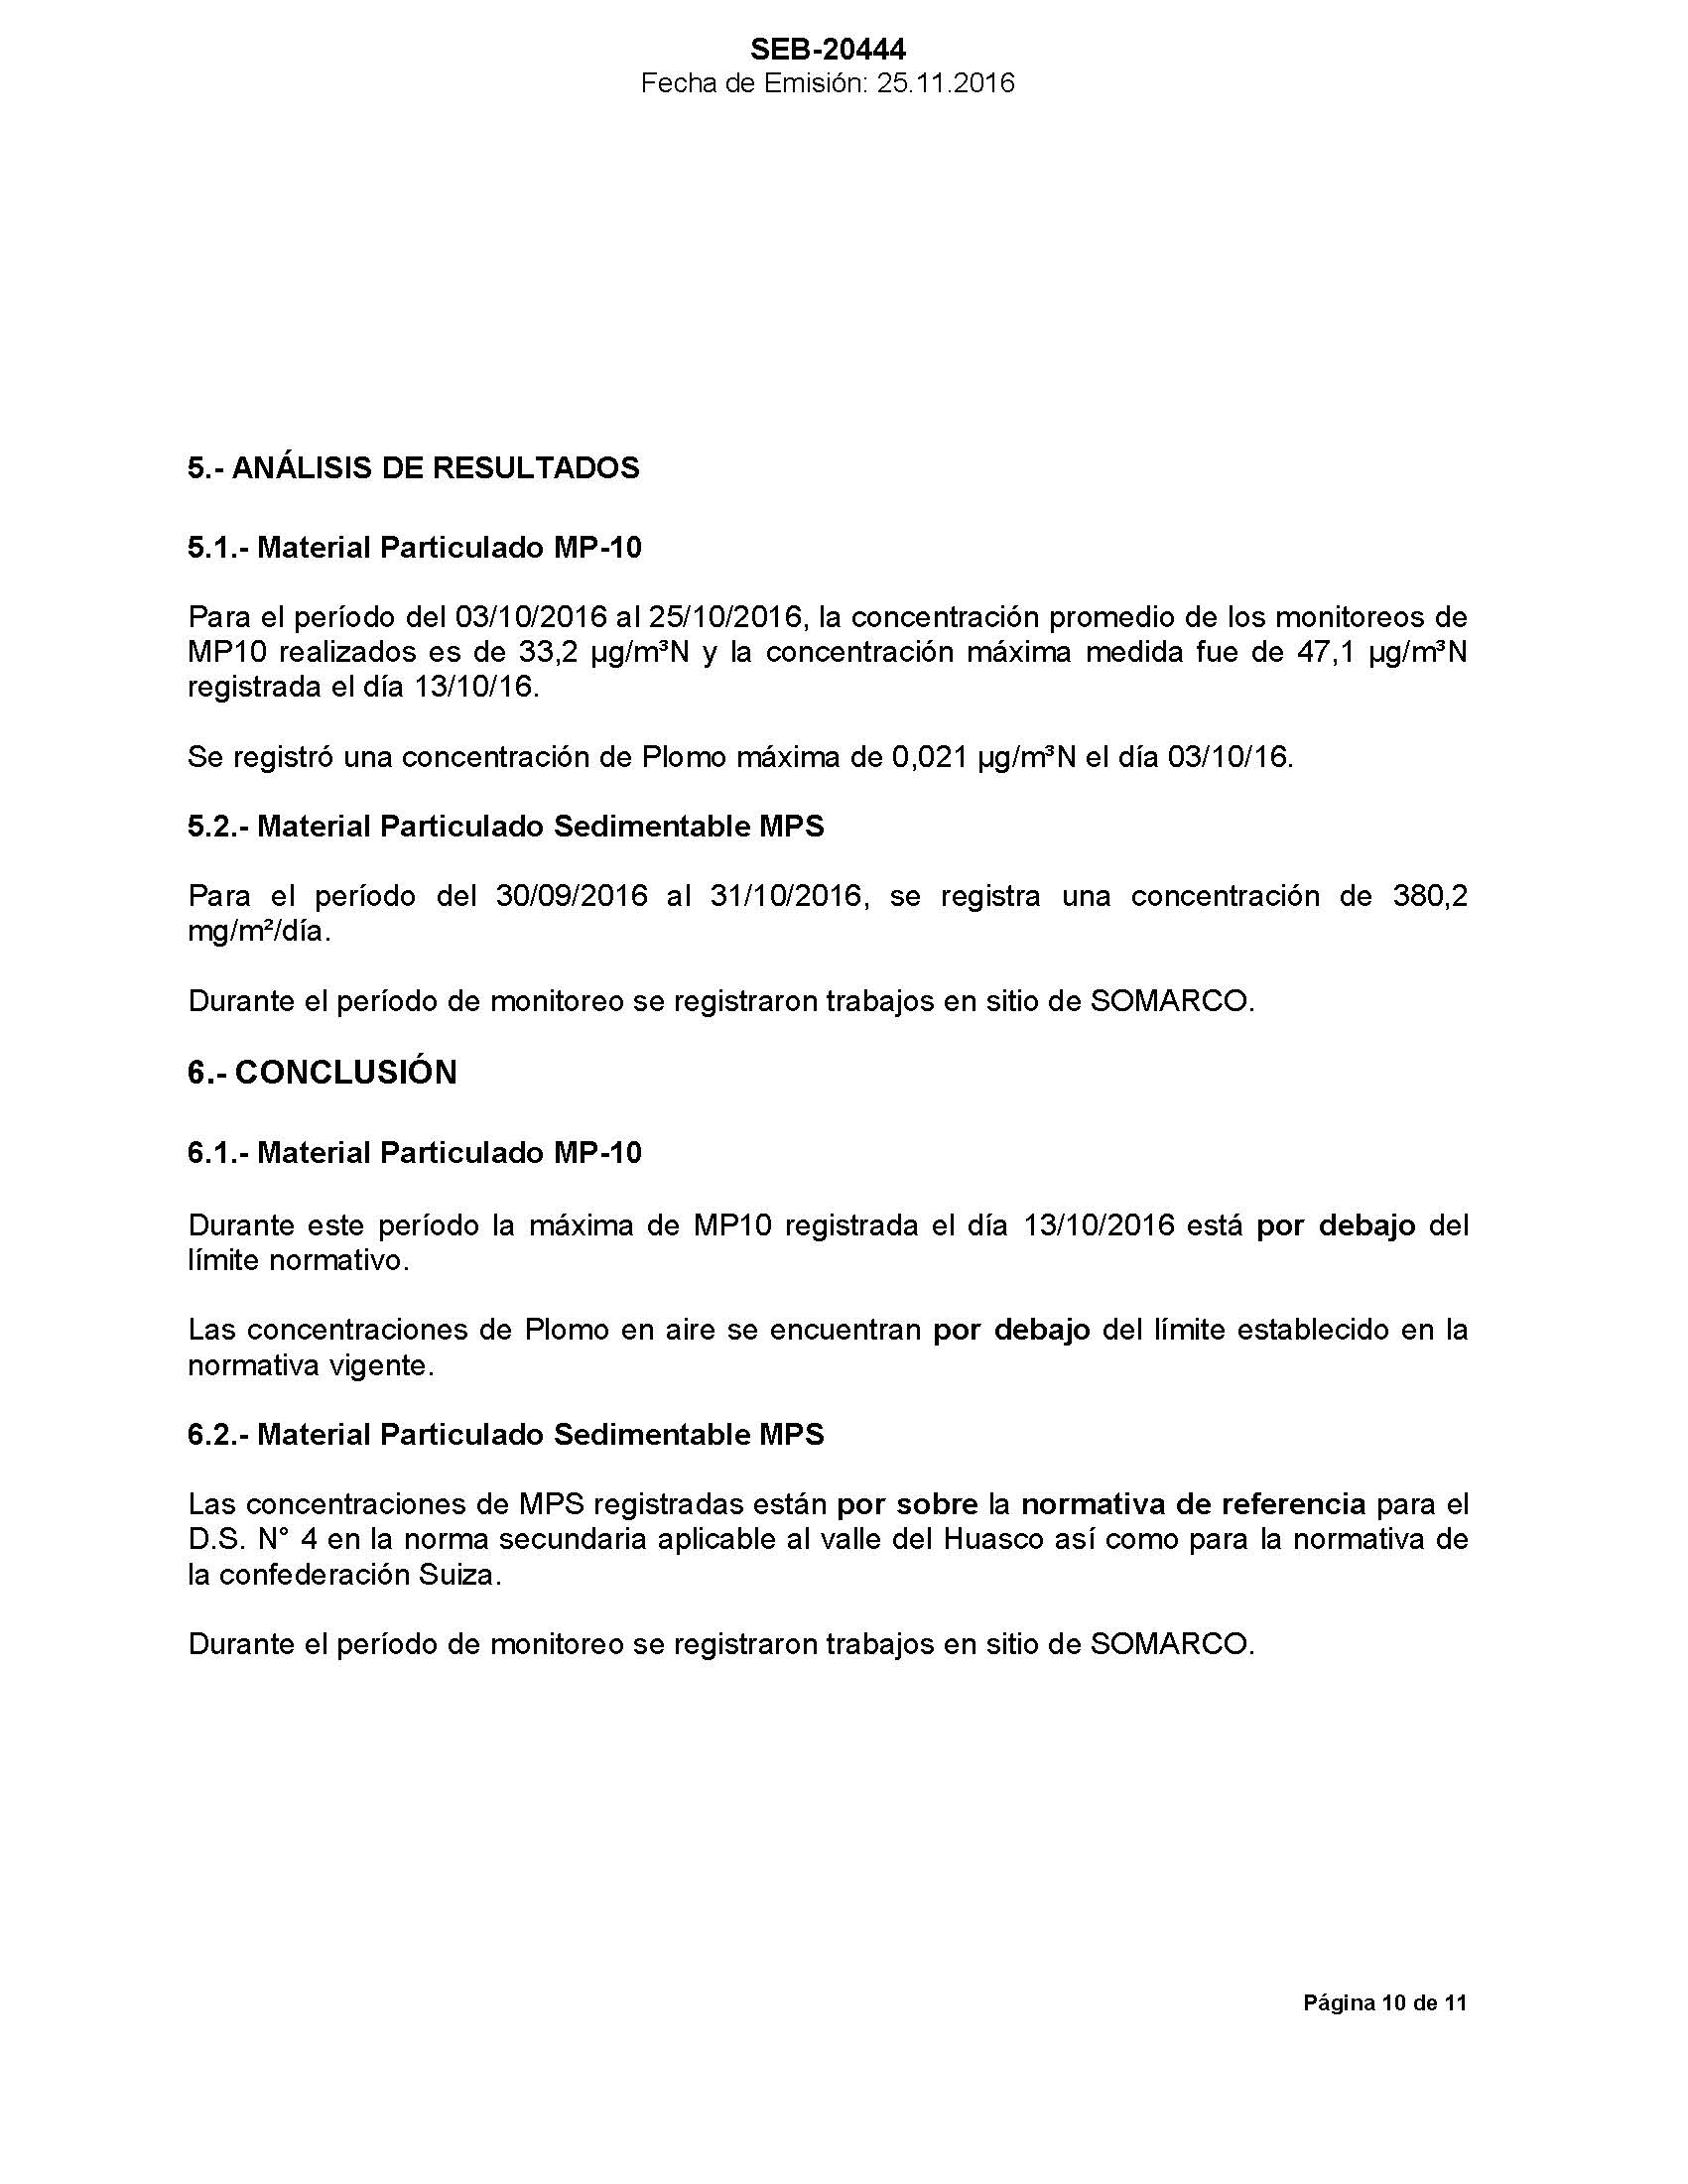 SEB-20444
Fecha de Emisión: 25.11.2016
5.- ANÁLISIS DE RESULTADOS
5.1.- Material Particulado MP-10
Para el período del 03/10/2016 al 25/10/2016, la concentración promedio de los monitoreos de
MP10 realizados es de 33,2 µg/m³N y la concentración máxima medida fue de 47,1 µg/m³N
registrada el día 13/10/16.
Se registró una concentración de Plomo máxima de 0,021 µg/m³N el día 03/10/16.
5.2.- Material Particulado Sedimentable MPS
Para el período del 30/09/2016 al 31/10/2016, se registra una concentración de 380,2
mg/m²/día.
Durante el período de monitoreo se registraron trabajos en sitio de SOMARCO.
6.- CONCLUSIÓN
6.1.- Material Particulado MP-10
Durante este período la máxima de MP10 registrada el día 13/10/2016 está por debajo del
límite normativo.
Las concentraciones de Plomo en aire se encuentran por debajo del límite establecido en la
normativa vigente.
6.2.- Material Particulado Sedimentable MPS
Las concentraciones de MPS registradas están por sobre la normativa de referencia para el
D.S. N° 4 en la norma secundaria aplicable al valle del Huasco así como para la normativa de
la confederación Suiza.
Durante el período de monitoreo se registraron trabajos en sitio de SOMARCO.
Página 10 de 11